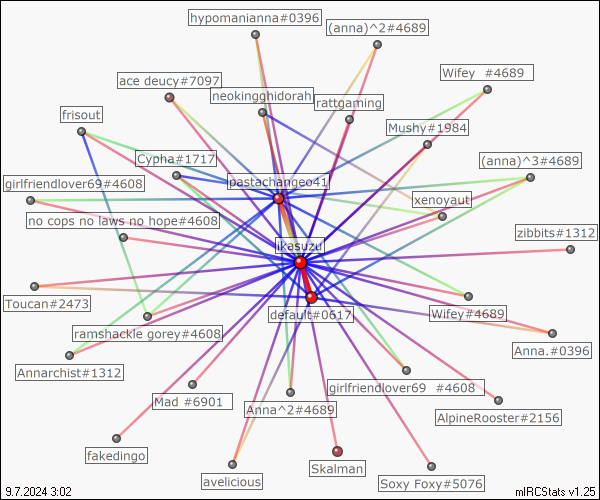 hypomanianna#0396
(anna)^2#4689
Wifey  #4689
ace deucy#7097
neokingghidorah
rattgaming
frisout
Mushy#1984
Cypha#1717
(anna)^3#4689
girlfriendlover69#4608
pastachangeo41
xenoyaut
no cops no laws no hope#4608
zibbits#1312
ikasuzu
Toucan#2473
default#0617
Wifey#4689
ramshackle gorey#4608
Anna.#0396
Annarchist#1312
girlfriendlover69  #4608
Mad #6901
Anna^2#4689
AlpineRooster#2156
fakedingo
Skalman
avelicious
Soxy Foxy#5076
9.7.2024 3:02
mIRCStats v1.25